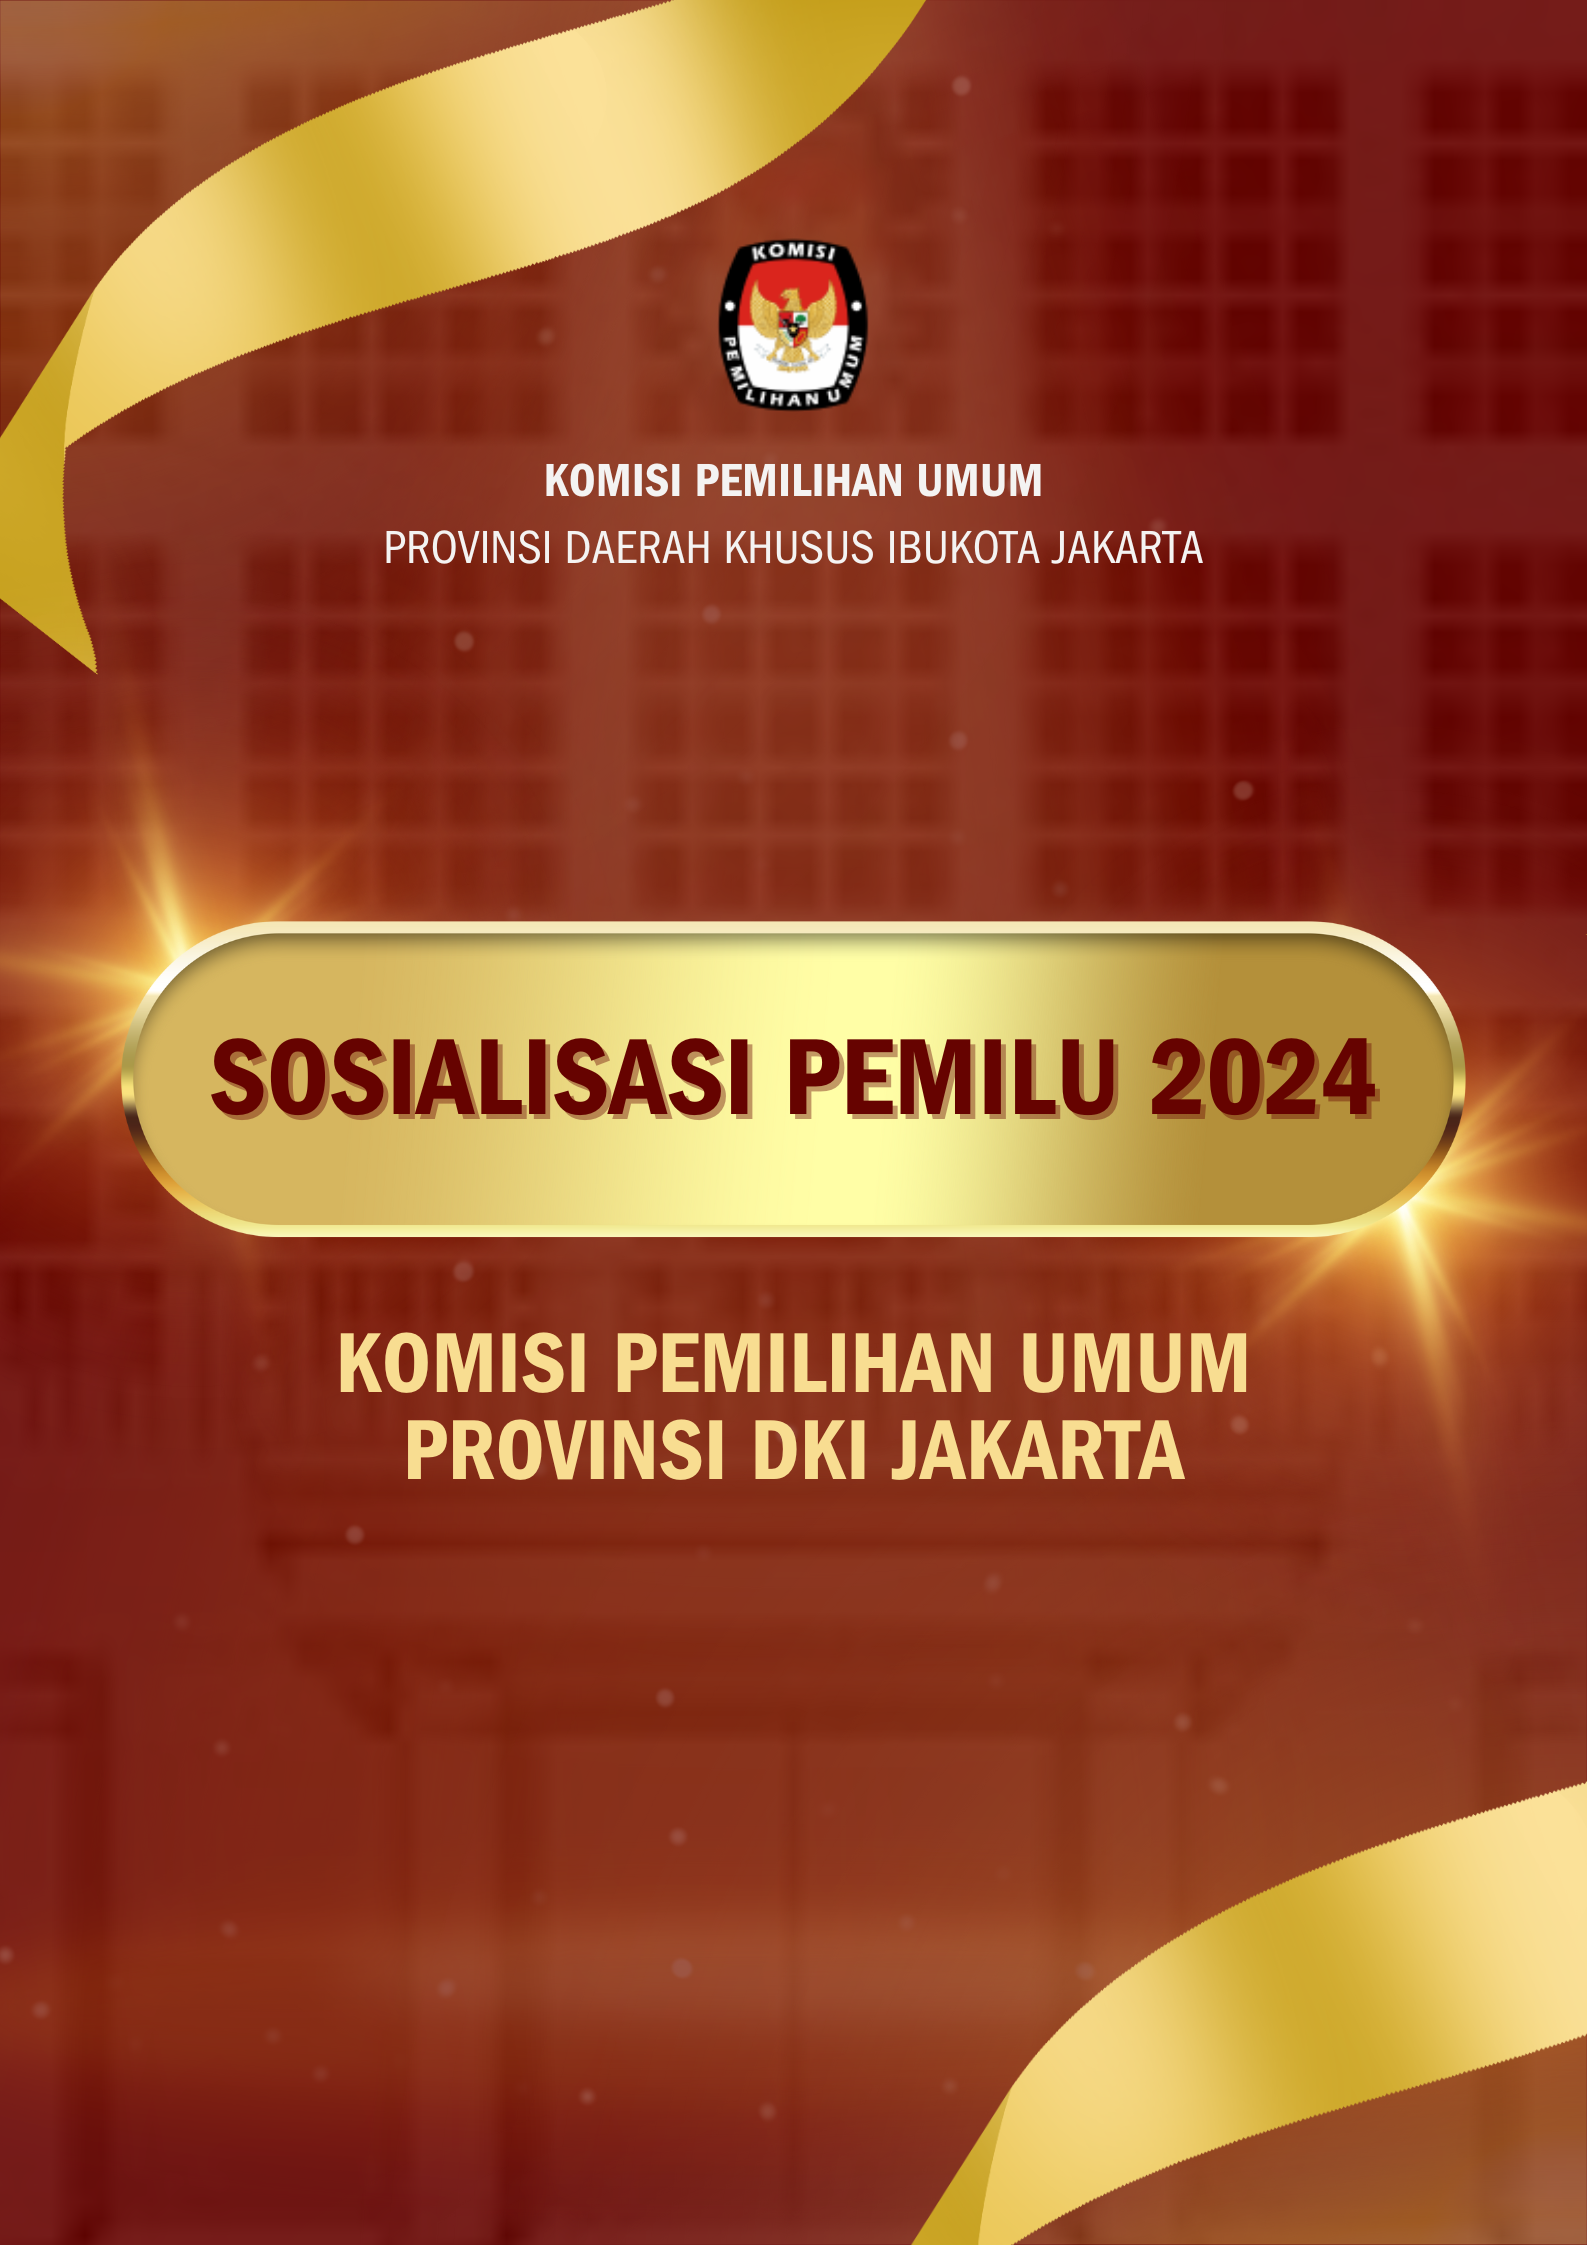 KOMISI
PEMILIHAN UMUM
KOMISI PEMILIHAN UMUM
PROVINSI DAERAH KHUSUS IBUKOTA JAKARTA
SOSIALISASI PEMILU 2024
KOMISI PEMILIHAN UMUM
PROVINSI DKI JAKARTA